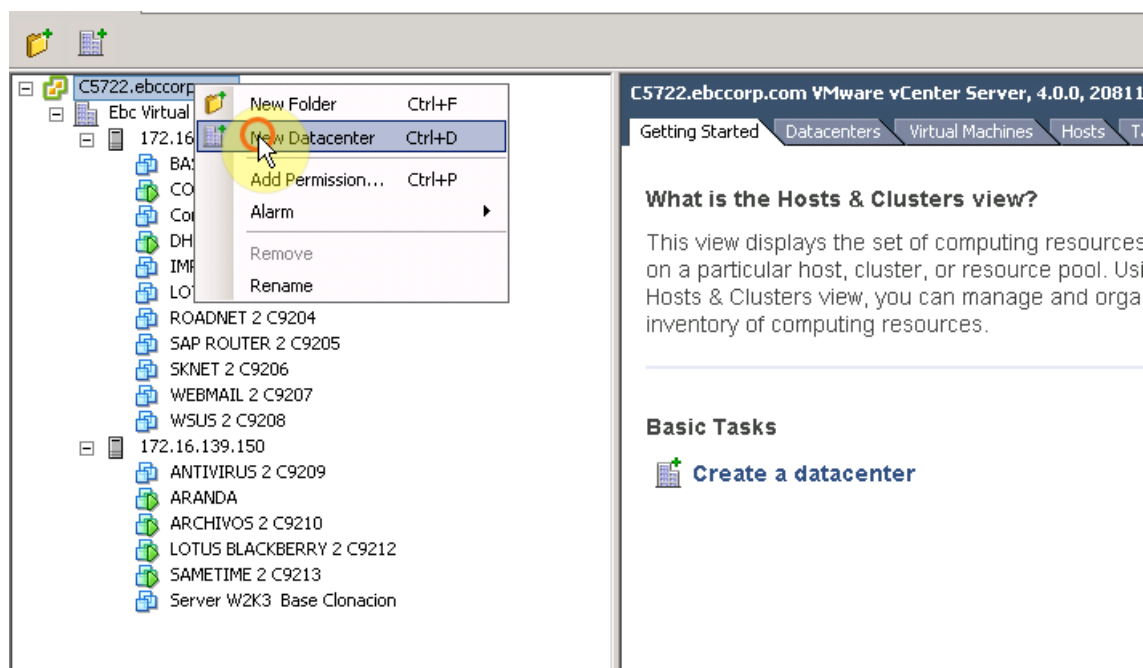 C5722.ebccorp
Ebc Virtual
172.16
CO
DH
ROADNET 2 C9204
SAP ROUTER 2 C9205
SKNET 2 C9206
WEBMAIL 2 C9207
WSUS 2 C9208
172.16.139.150
ANTIVIRUS 2 C9209
ARANDA
ARCHIVOS 2 C9210
LOTUS BLACKBERRY 2 C9212
SAMETIME 2 C9213
Server W2K3 Base Clonacion
New Folder Ctrl+F
New Datacenter Ctrl+D
Add Permission... Ctrl+P
Alarm
Remove
Rename
C5722.ebccorp.com VMware vCenter Server, 4.0.0, 20811
Getting Started Datacenters Virtual Machines Hosts
What is the Hosts & Clusters view?
This view displays the set of computing resources
on a particular host, cluster, or resource pool. Usi
Hosts & Clusters view, you can manage and orga
inventory of computing resources.
Basic Tasks
Create a datacenter